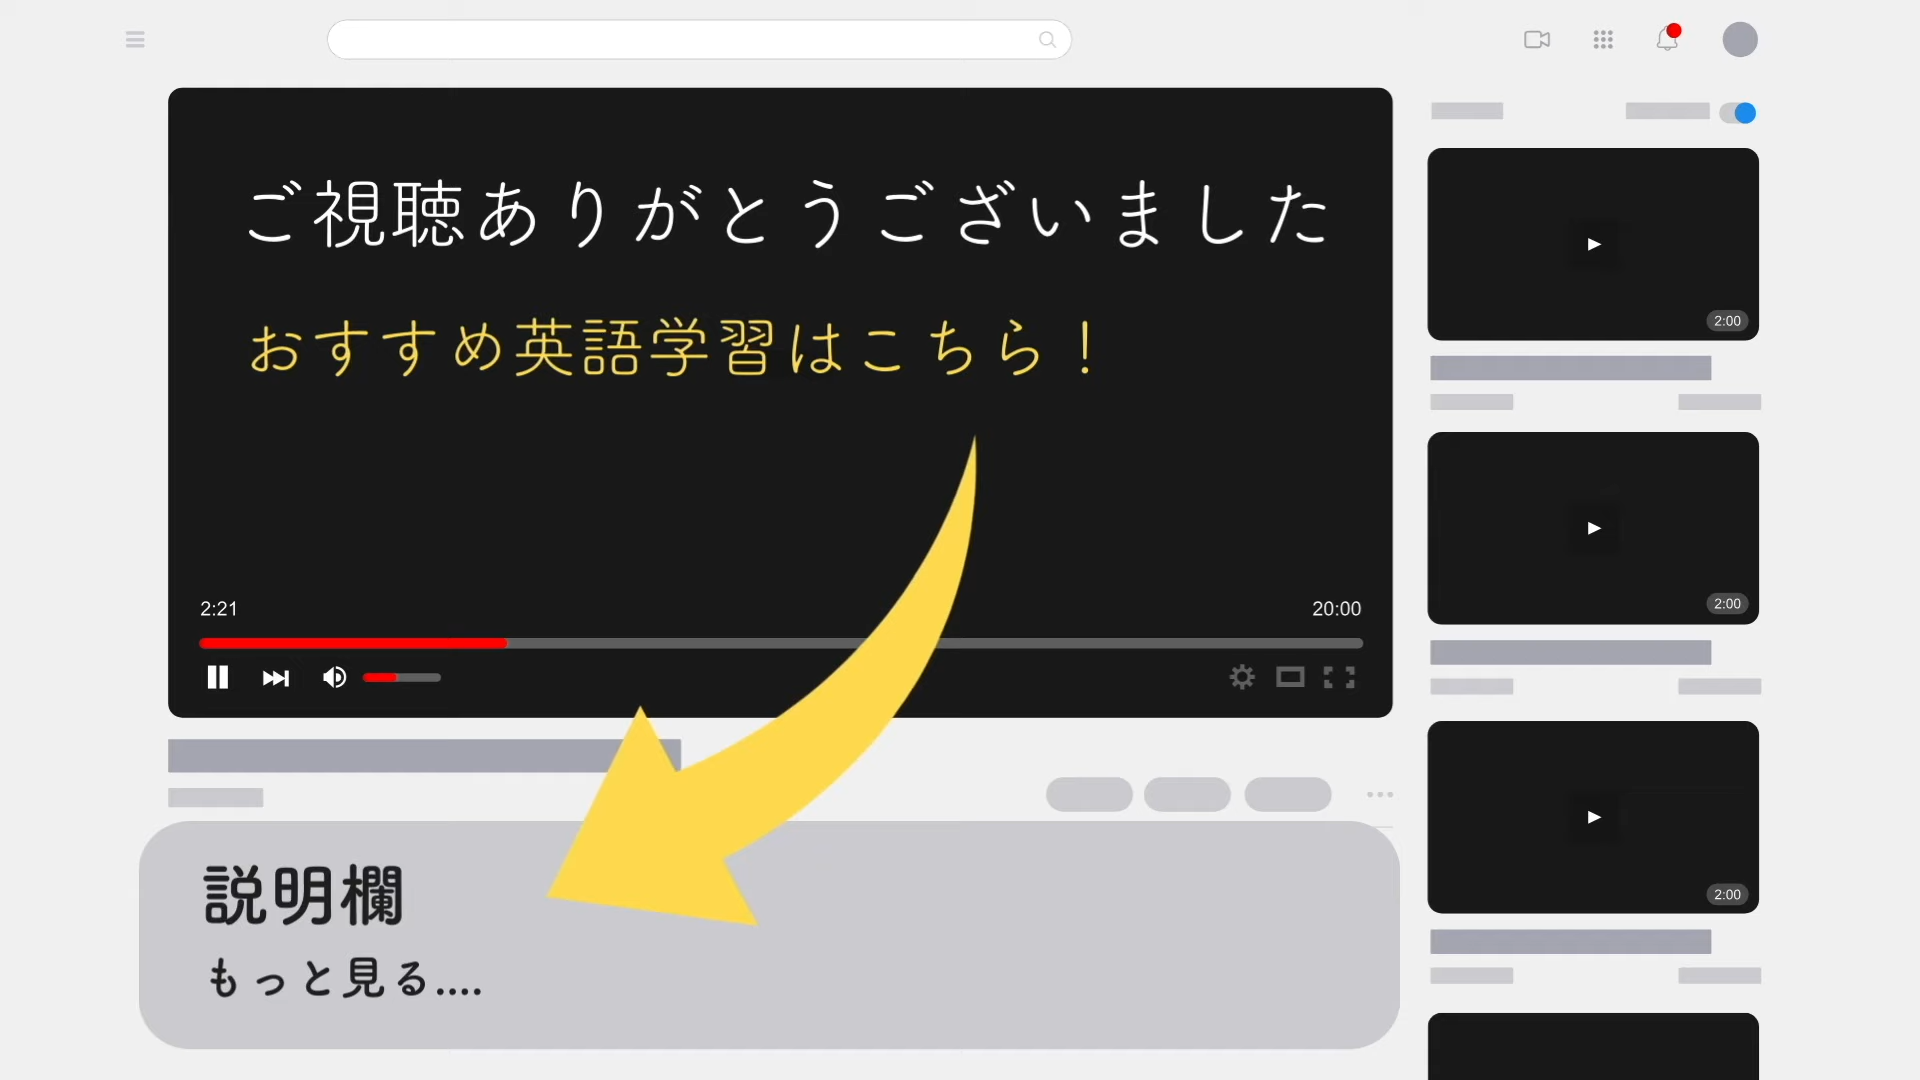 ご視聴ありがとうございました
おすすめ英語学習はこちら！
2:21
20:00
説明欄
もっと見る....
2:00
2:00
2:00